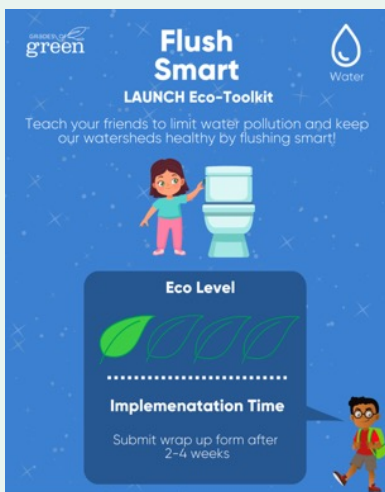 GRADES OF
green
Flush
Smart
Water
LAUNCH Eco-Toolkit
Teach your friends to limit water pollution and keep
our watersheds healthy by flushing smart!
Eco Level
Implemenatation Time
Submit wrap up form after
2-4 weeks